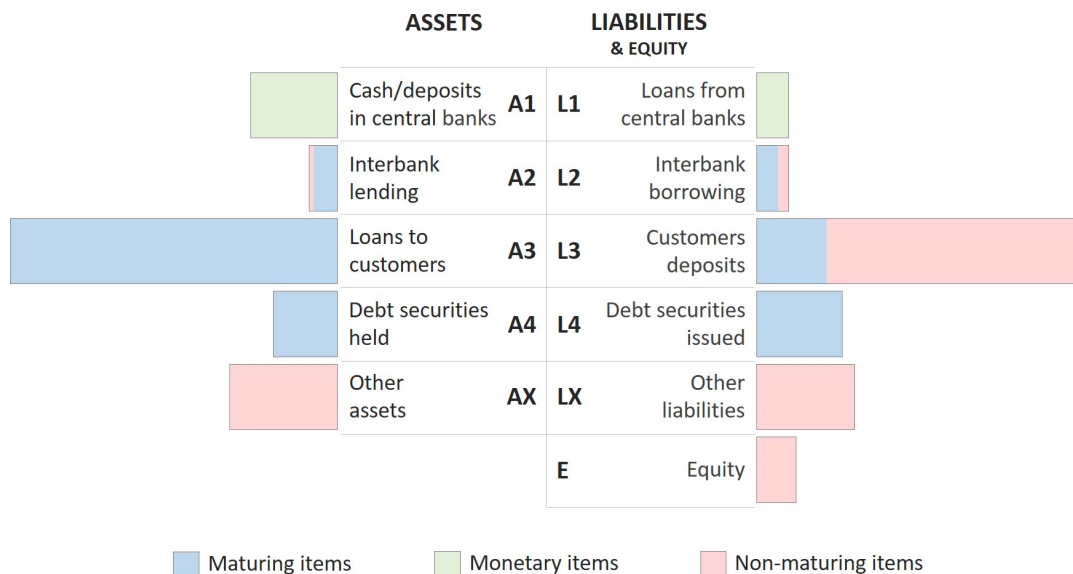 ASSETS
LIABILITIES
& EQUITY
Cash/deposits
in central banks
A1
L1
Loans from
central banks
Interbank
lending
A2
L2
Interbank
borrowing
Loans to
customers
A3
L3
Customers
deposits
Debt securities
held
A4
L4
Debt securities
issued
Other
assets
AX
LX
Other
liabilities
E
Equity
Maturing items
Monetary items
Non-maturing items